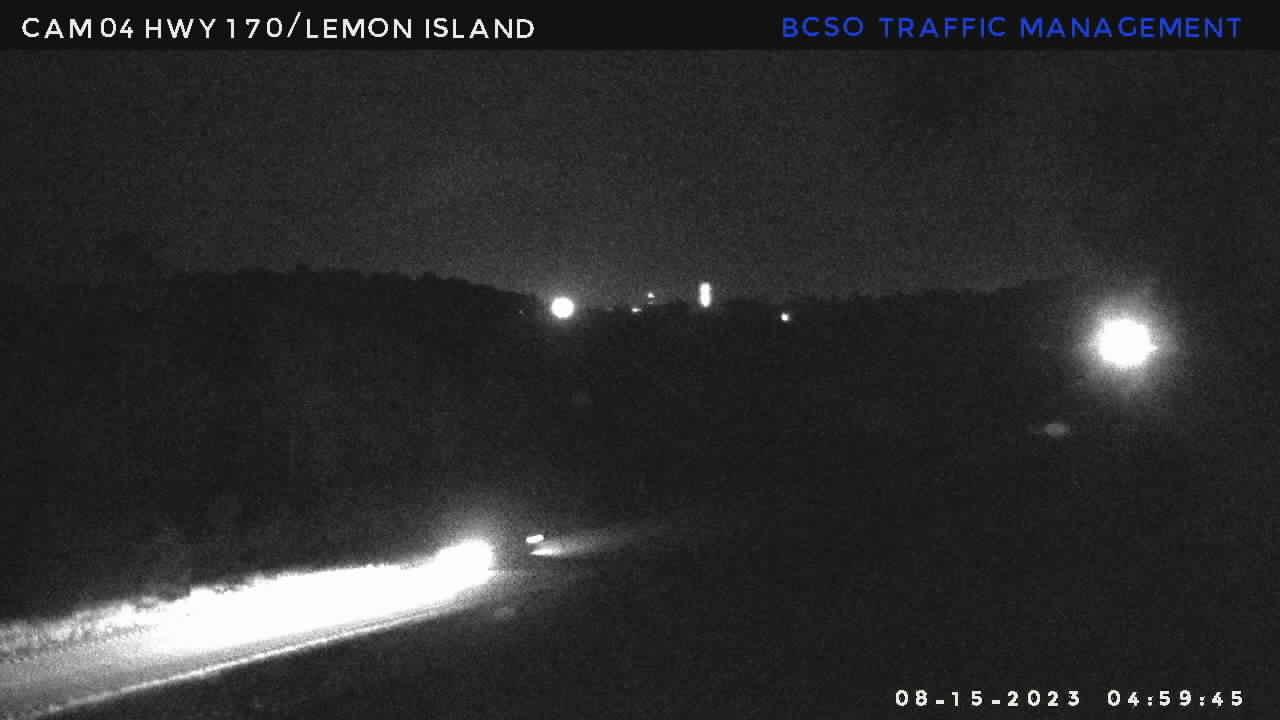 CAM04 HWY 170/LEMON ISLAND
BCSO TRAFFIC MANAGEMENT
08-15-2023 04:59:45